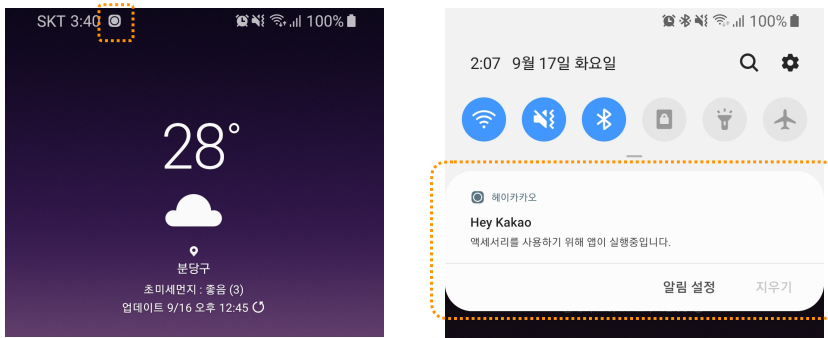 SKT 3:40
100%
28°
분당구
초미세먼지 : 좋음 (3)
업데이트 9/16 오후 12:45
100%
2:07 9월 17일 화요일
헤이카카오
Hey Kakao
액세서리를 사용하기 위해 앱이 실행중입니다.
알림 설정 지우기